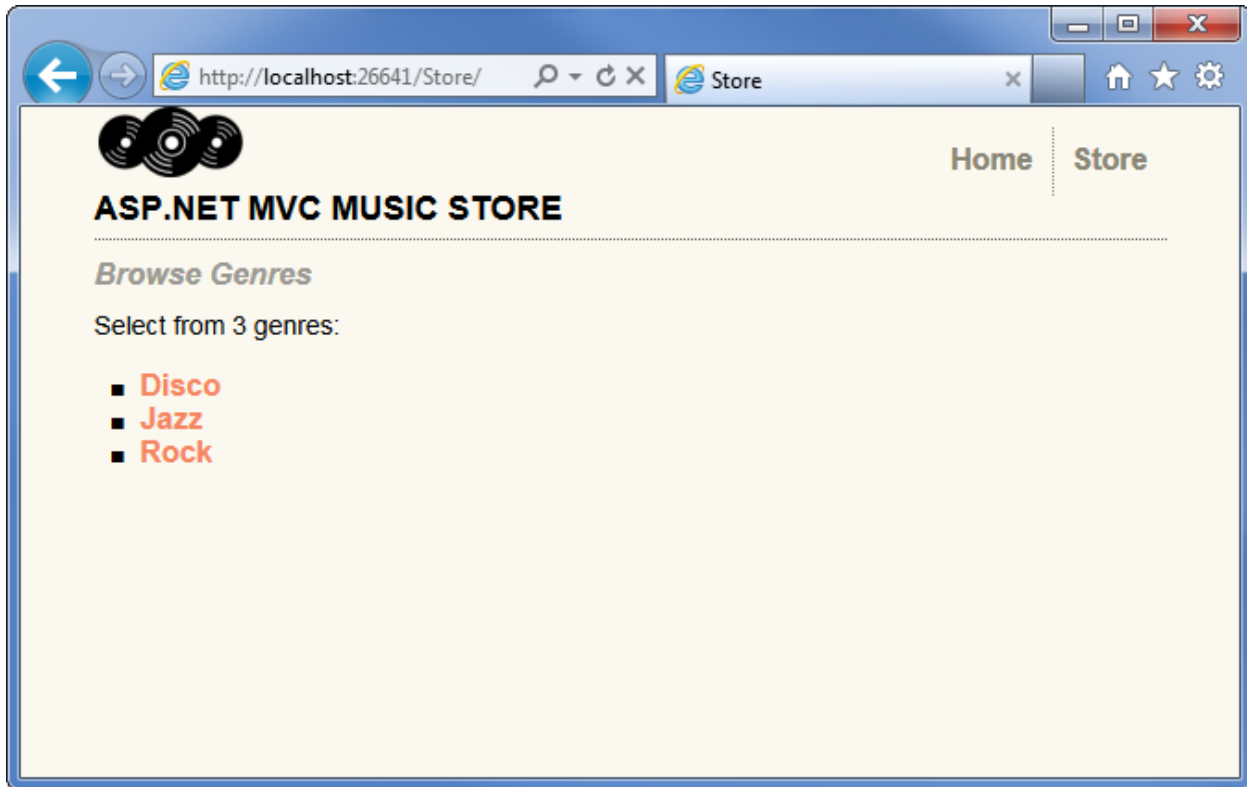 http://localhost:26641/Store/
Store
Home
Store
ASP.NET MVC MUSIC STORE
Browse Genres
Select from 3 genres:
Disco
Jazz
Rock